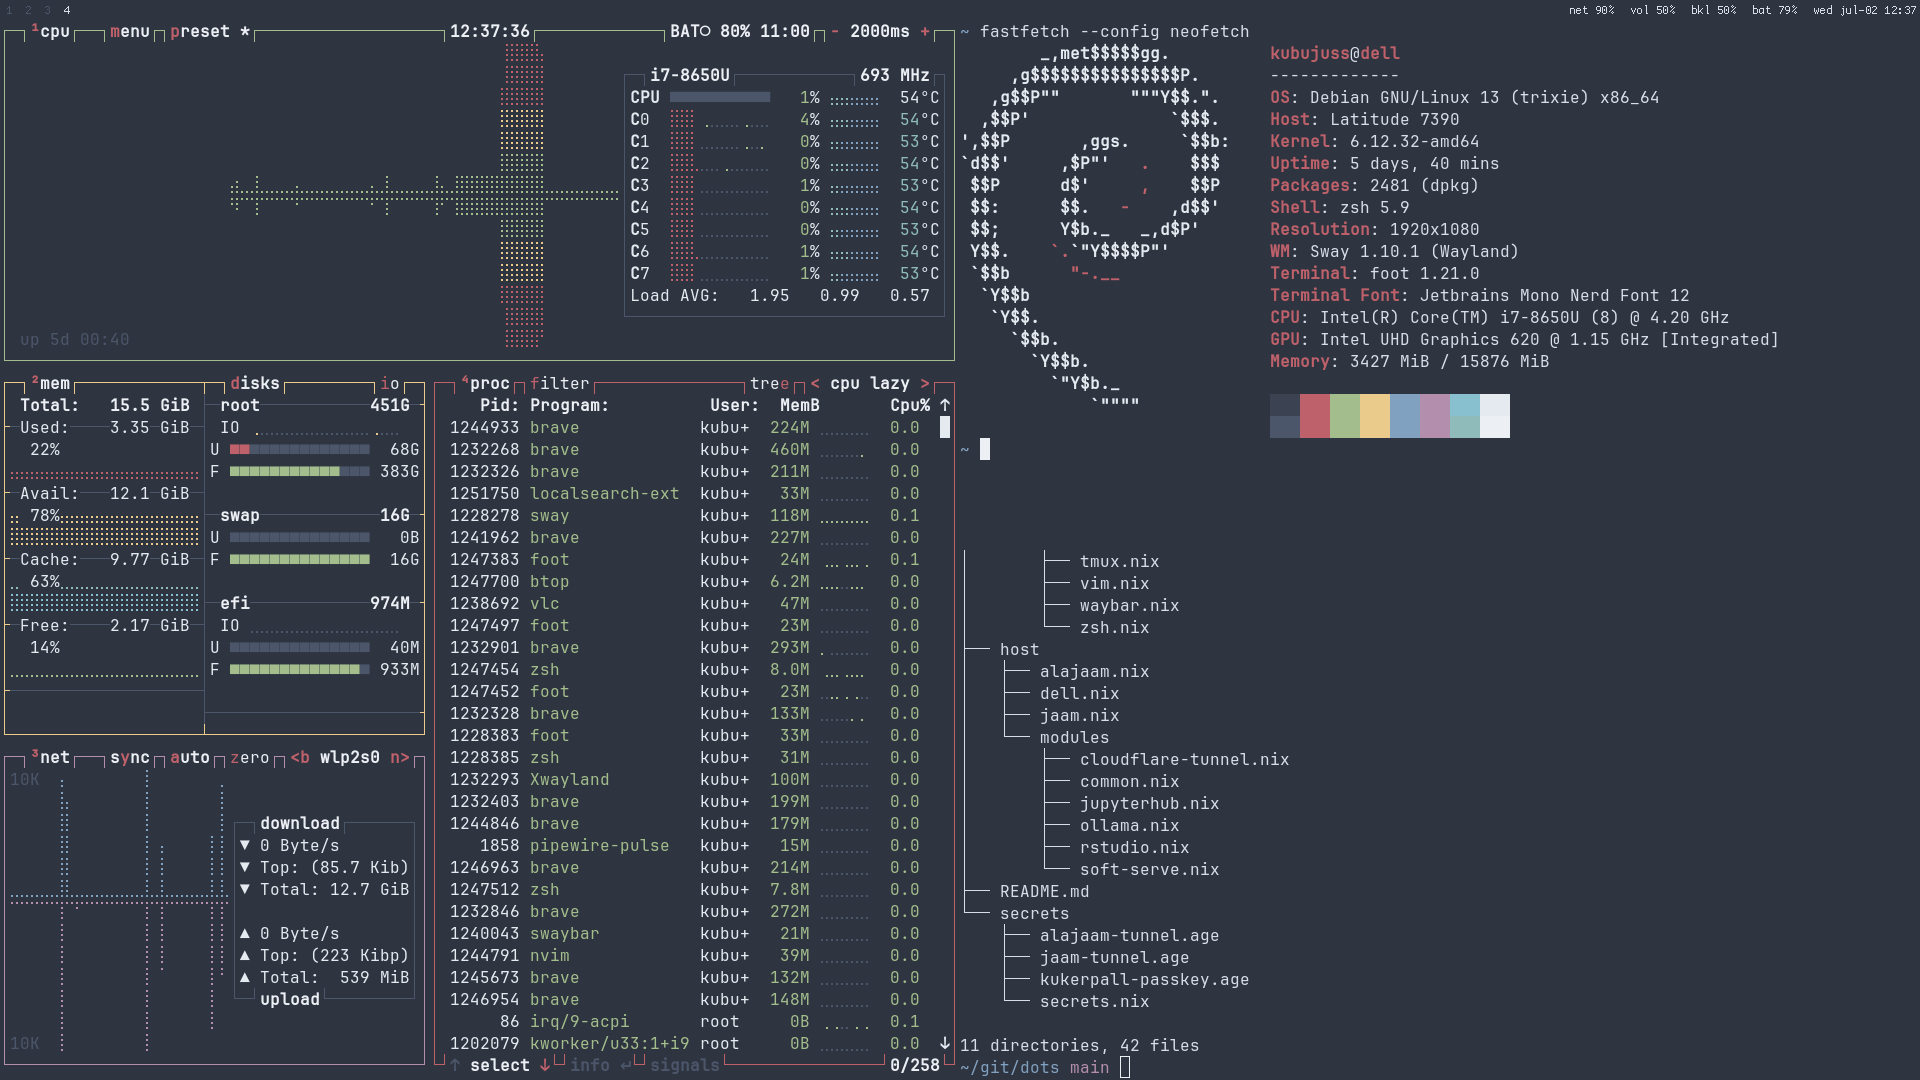 1 2 3 4
net 90% vol 50% bkl 50% bat 79% wed jul-02 12:37
¹cpu menu preset * 12:37:36 BAT○ 80% 11:00 - 2000ms +
i7-8650U 693 MHz
CPU 1% 54°C
C0 4% 54°C
C1 0% 53°C
C2 0% 54°C
C3 1% 53°C
C4 0% 54°C
C5 0% 53°C
C6 1% 54°C
C7 1% 53°C
Load AVG: 1.95 0.99 0.57
up 5d 00:40
²mem disks io
Total: 15.5 GiB
Used: 3.35 GiB
22%
Avail: 12.1 GiB
78%
Cache: 9.77 GiB
63%
Free: 2.17 GiB
14%
root 451G
IO
U 68G
F 383G
swap 16G
U 0B
F 16G
efi 974M
IO
U 40M
F 933M
³net sync auto zero <b wlp2s0 n>
10K
download
▼ 0 Byte/s
▼ Top: (85.7 Kib)
▼ Total: 12.7 GiB
▲ 0 Byte/s
▲ Top: (223 Kibp)
▲ Total: 539 MiB
upload
10K
⁴proc filter tree < cpu lazy >
Pid: Program: User: MemB Cpu% ↑
1244933 brave kubu+ 224M 0.0
1232268 brave kubu+ 460M 0.0
1232326 brave kubu+ 211M 0.0
1251750 localsearch-ext kubu+ 33M 0.0
1228278 sway kubu+ 118M 0.1
1241962 brave kubu+ 227M 0.0
1247383 foot kubu+ 24M 0.1
1247700 btop kubu+ 6.2M 0.0
1238692 vlc kubu+ 47M 0.0
1247497 foot kubu+ 23M 0.0
1232901 brave kubu+ 293M 0.0
1247454 zsh kubu+ 8.0M 0.0
1247452 foot kubu+ 23M 0.0
1232328 brave kubu+ 133M 0.0
1228383 foot kubu+ 33M 0.0
1228385 zsh kubu+ 31M 0.0
1232293 Xwayland kubu+ 100M 0.0
1232403 brave kubu+ 199M 0.0
1244846 brave kubu+ 179M 0.0
1858 pipewire-pulse kubu+ 15M 0.0
1246963 brave kubu+ 214M 0.0
1247512 zsh kubu+ 7.8M 0.0
1232846 brave kubu+ 272M 0.0
1240043 swaybar kubu+ 21M 0.0
1244791 nvim kubu+ 39M 0.0
1245673 brave kubu+ 132M 0.0
1246954 brave kubu+ 148M 0.0
86 irq/9-acpi root 0B 0.1
1202079 kworker/u33:1+i9 root 0B 0.0 ↓
↑ select ↓ info ↵ signals 0/258
~ fastfetch --config neofetch
_,met$$$$$gg.
,g$$$$$$$$$$$$$$$P.
,g$$P"" """Y$$.".
,$$P' `$$$.
',$$P ,ggs. `$$b:
`d$$' ,$P"' . $$$
$$P d$' , $$P
$$: $$. - ,d$$'
$$; Y$b._ _,d$P'
Y$$. `.`"Y$$$$P"'
`$$b "-.__
`Y$$b
`Y$$.
`$$b.
`Y$$b.
`"Y$b._
`""""
kubujuss@dell
-------------
OS: Debian GNU/Linux 13 (trixie) x86_64
Host: Latitude 7390
Kernel: 6.12.32-amd64
Uptime: 5 days, 40 mins
Packages: 2481 (dpkg)
Shell: zsh 5.9
Resolution: 1920x1080
WM: Sway 1.10.1 (Wayland)
Terminal: foot 1.21.0
Terminal Font: Jetbrains Mono Nerd Font 12
CPU: Intel(R) Core(TM) i7-8650U (8) @ 4.20 GHz
GPU: Intel UHD Graphics 620 @ 1.15 GHz [Integrated]
Memory: 3427 MiB / 15876 MiB
~
│       ├── tmux.nix
│       ├── vim.nix
│       ├── waybar.nix
│       └── zsh.nix
├── host
│   ├── alajaam.nix
│   ├── dell.nix
│   ├── jaam.nix
│   └── modules
│       ├── cloudflare-tunnel.nix
│       ├── common.nix
│       ├── jupyterhub.nix
│       ├── ollama.nix
│       ├── rstudio.nix
│       └── soft-serve.nix
├── README.md
└── secrets
    ├── alajaam-tunnel.age
    ├── jaam-tunnel.age
    ├── kukerpall-passkey.age
    └── secrets.nix
11 directories, 42 files
~/git/dots main